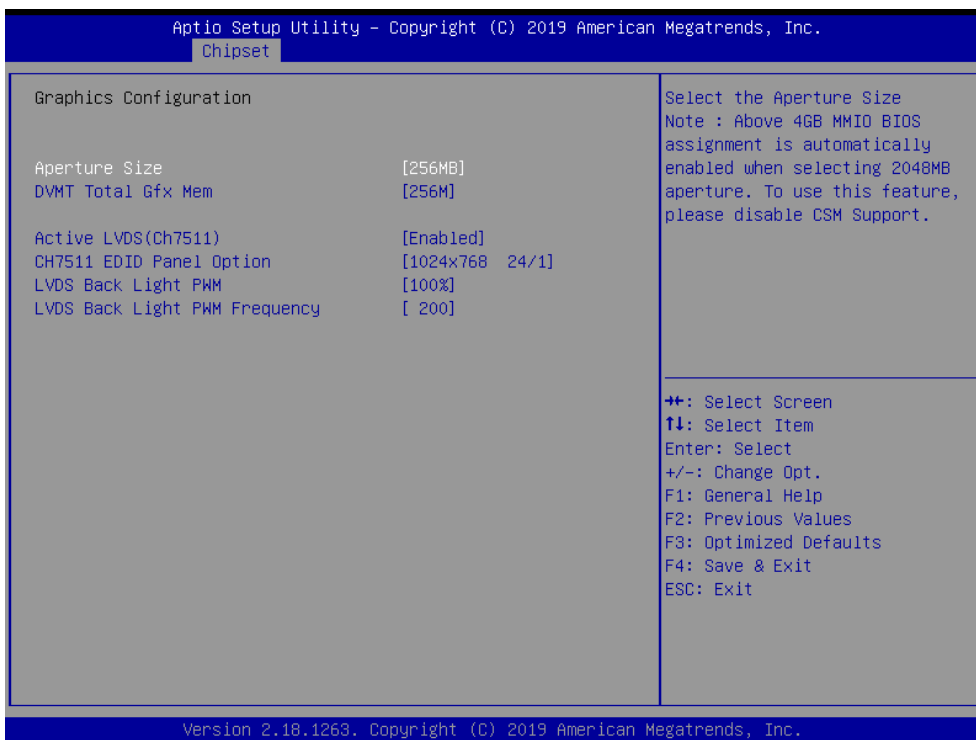 Aptio Setup Utility – Copyright (C) 2019 American Megatrends, Inc.
Chipset
Graphics Configuration
Aperture Size [256MB]
DVMT Total Gfx Mem [256M]
Active LVDS(Ch7511) [Enabled]
CH7511 EDID Panel Option [1024x768 24/1]
LVDS Back Light PWM [100%]
LVDS Back Light PWM Frequency [ 200]
Select the Aperture Size
Note : Above 4GB MMIO BIOS
assignment is automatically
enabled when selecting 2048MB
aperture. To use this feature,
please disable CSM Support.
→←: Select Screen
↑↓: Select Item
Enter: Select
+/-: Change Opt.
F1: General Help
F2: Previous Values
F3: Optimized Defaults
F4: Save & Exit
ESC: Exit
Version 2.18.1263. Copyright (C) 2019 American Megatrends, Inc.